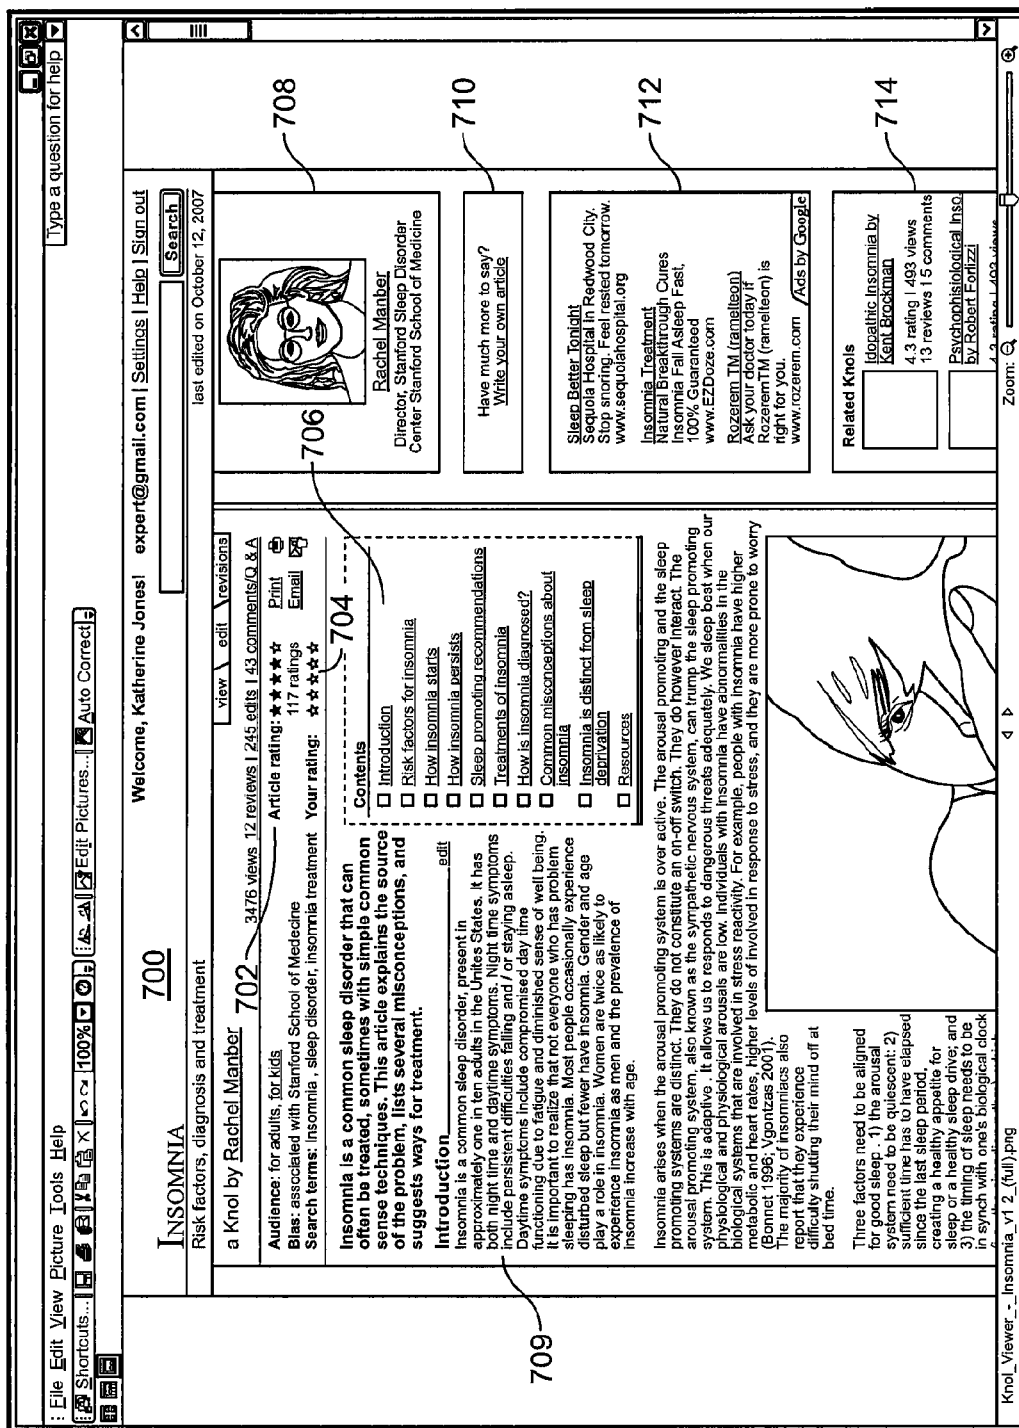 File Edit View Picture Tools Help
Type a question for help
Shortcuts... 100% Edit Pictures... Auto Correct
700
Welcome, Katherine Jones! expert@gmail.com | Settings | Help | Sign out
INSOMNIA
Search
Risk factors, diagnosis and treatment
last edited on October 12, 2007
a Knol by Rachel Manber
702
view edit revisions
3476 views 12 reviews | 245 edits | 43 comments/Q & A
Audience: for adults, for kids
Article rating: ★★★★★ Print
Bias: associated with Stanford School of Medecine
117 ratings Email
Search terms: Insomnia , sleep disorder, insomnia treatment Your rating: ☆☆☆☆☆
704
706
Insomnia is a common sleep disorder that can
often be treated, sometimes with simple common
sense techniques. This article explains the source
of the problem, lists several misconceptions, and
suggests ways for treatment.
Introduction edit
Insomnia is a common sleep disorder, present in
approximately one in ten adults in the Unites States. It has
both night time and daytime symptoms. Night time symptoms
include persistent difficultites falling and / or staying asleep.
Daytime symptoms include compromised day time
functioning due to fatigue and diminished sense of well being.
It is important to realize that not everyone who has problem
sleeping has insomnia. Most people occasionally experience
disturbed sleep but fewer have insomnia. Gender and age
play a role in insomnia. Women are twice as likely to
experience insomnia as men and the prevalence of
insomnia increase with age.
709
Contents
Introduction
Risk factors for insomnia
How insomnia starts
How insomnia persists
Sleep promoting recommendations
Treatments of insomnia
How is insomnia diagnosed?
Common misconceptions about
insomnia
Insomnia is distinct from sleep
deprivation
Resources
Insomnia arises when the arousal promoting system is over active. The arousal promoting and the sleep
promoting systems are distinct. They do not constitute an on-off switch. They do however interact. The
arousal promoting system, also known as the sympathetic nervous system, can trump the sleep promoting
system. This is adaptive . It allows us to responds to dangerous threats adequately. We sleep best when our
physiological and physiological arousals are low. Individuals with Insomnia have abnormalities in the
biological systems that are involved in stress reactivity. For example, people with insomnia have higher
metabolic and heart rates, higher levels of involved in response to stress, and they are more prone to worry
(Bonnet 1996; Vgontzas 2001).
The majority of insomniacs also
report that they experience
difficulty shutting their mind off at
bed time.
Three factors need to be aligned
for good sleep . 1) the arousal
system need to be quiescent: 2)
sufficient time has to have elapsed
since the last sleep period,
creating a healthy appetite for
sleep or a healthy sleep drive; and
3) the timing of sleep needs to be
in synch with one's biological clock
708
Rachel Manber
Director, Stanford Sleep Disorder
Center Stanford School of Medicine
710
Have much more to say?
Write your own article
712
Sleep Better Tonight
Sequoia Hospital in Redwood City.
Stop snoring. Feel rested tomorrow.
www.sequoiahospital.org
Insomnia Treatment
Natural Breakthrough Cures
Insomnia Fall Asleep Fast,
100% Guaranteed
www.EZDoze.com
Rozerem TM (ramelteon)
Ask your doctor today if
RozeremTM (ramelteon) is
right for you.
www.rozerem.com
Ads by Google
714
Related Knols
Idopathic Insomnia by
Kent Brockman
4.3 rating | 493 views
13 reviews 15 comments
Psychophisiological Inso.
by Robert Forlizzi
4.3 rating | 493 views
Knol_Viewer_-_Insomnia_v1 2_(full).png
Zoom: